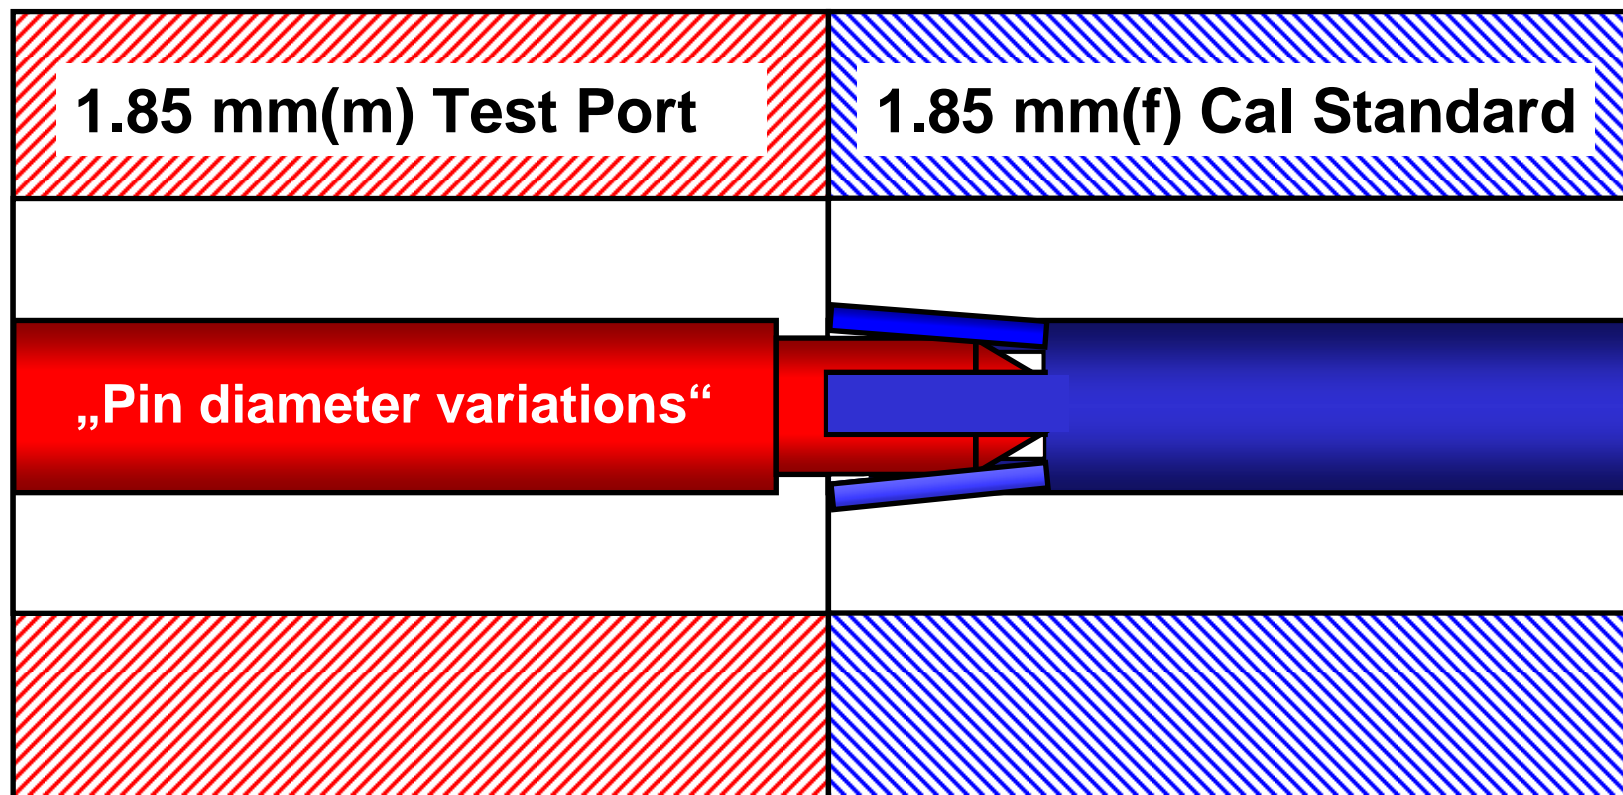 1.85 mm(m) Test Port
1.85 mm(f) Cal Standard
„Pin diameter variations“